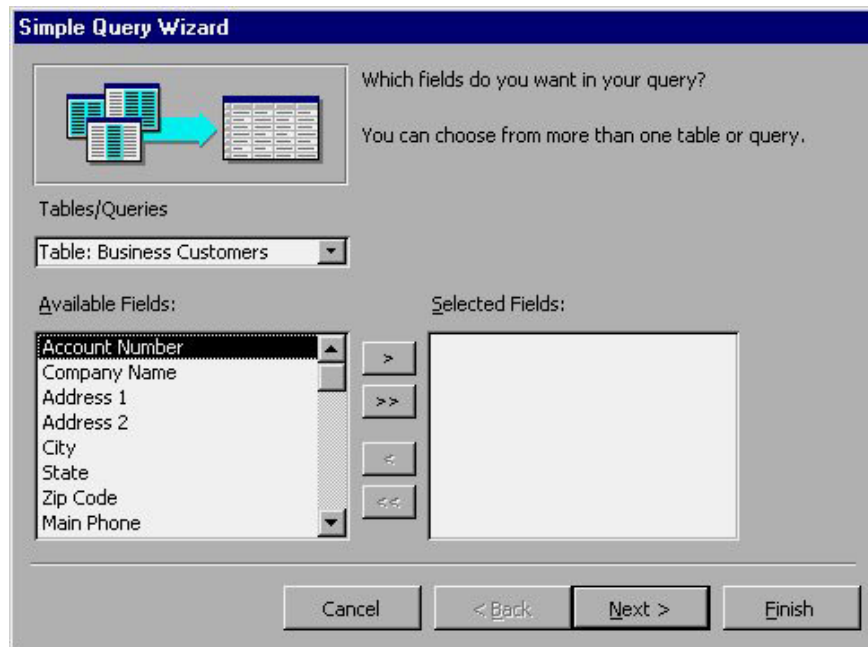 Simple Query Wizard
Which fields do you want in your query?
You can choose from more than one table or query.
Tables/Queries
Table: Business Customers
Available Fields:
Selected Fields:
Account Number
Company Name
Address 1
Address 2
City
State
Zip Code
Main Phone
>
>>
<
<<
Cancel
< Back
Next >
Finish